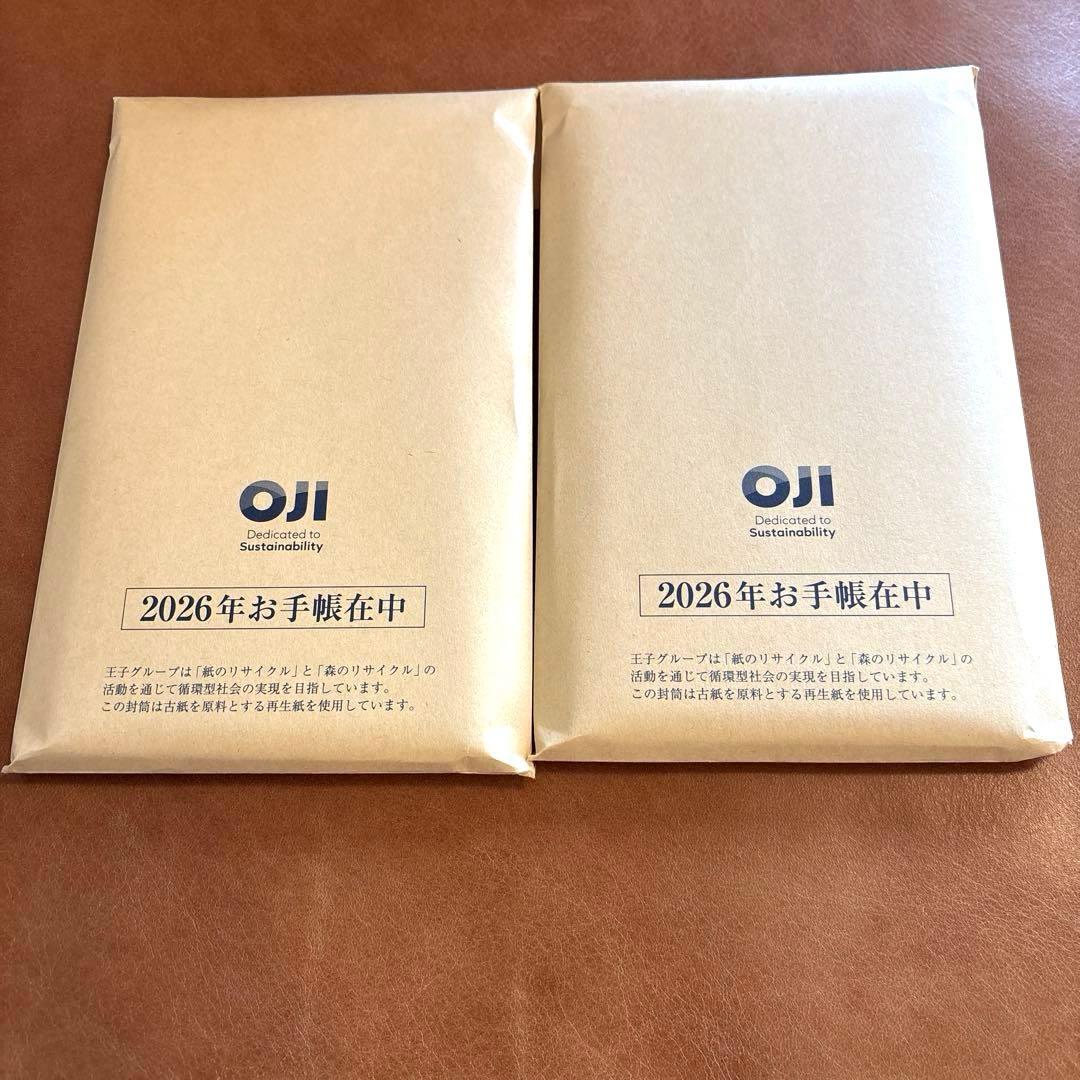 OJI
Dedicated to
Sustainability
2026年お手帳在中
王子グループは「紙のリサイクル」と「森のリサイクル」の
活動を通じて循環型社会の実現を目指しています。
この封筒は古紙を原料とする再生紙を使用しています。
OJI
Dedicated to
Sustainability
2026年お手帳在中
王子グループは「紙のリサイクル」と「森のリサイクル」の
活動を通じて循環型社会の実現を目指しています。
この封筒は古紙を原料とする再生紙を使用しています。